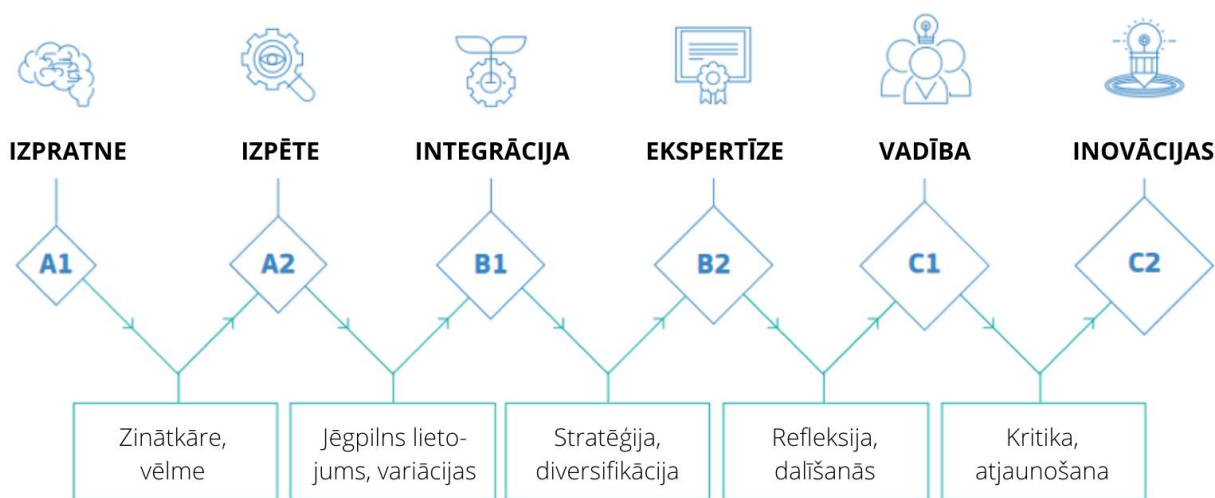 IZPRATNE
IZPĒTE
INTEGRĀCIJA
EKSPERTĪZE
VADĪBA
INOVĀCIJAS
A1
A2
B1
B2
C1
C2
Zinātkāre,
vēlme
Jēgpilns lieto-
jums, variācijas
Stratēģija,
diversifikācija
Refleksija,
dalīšanās
Kritika,
atjaunošana